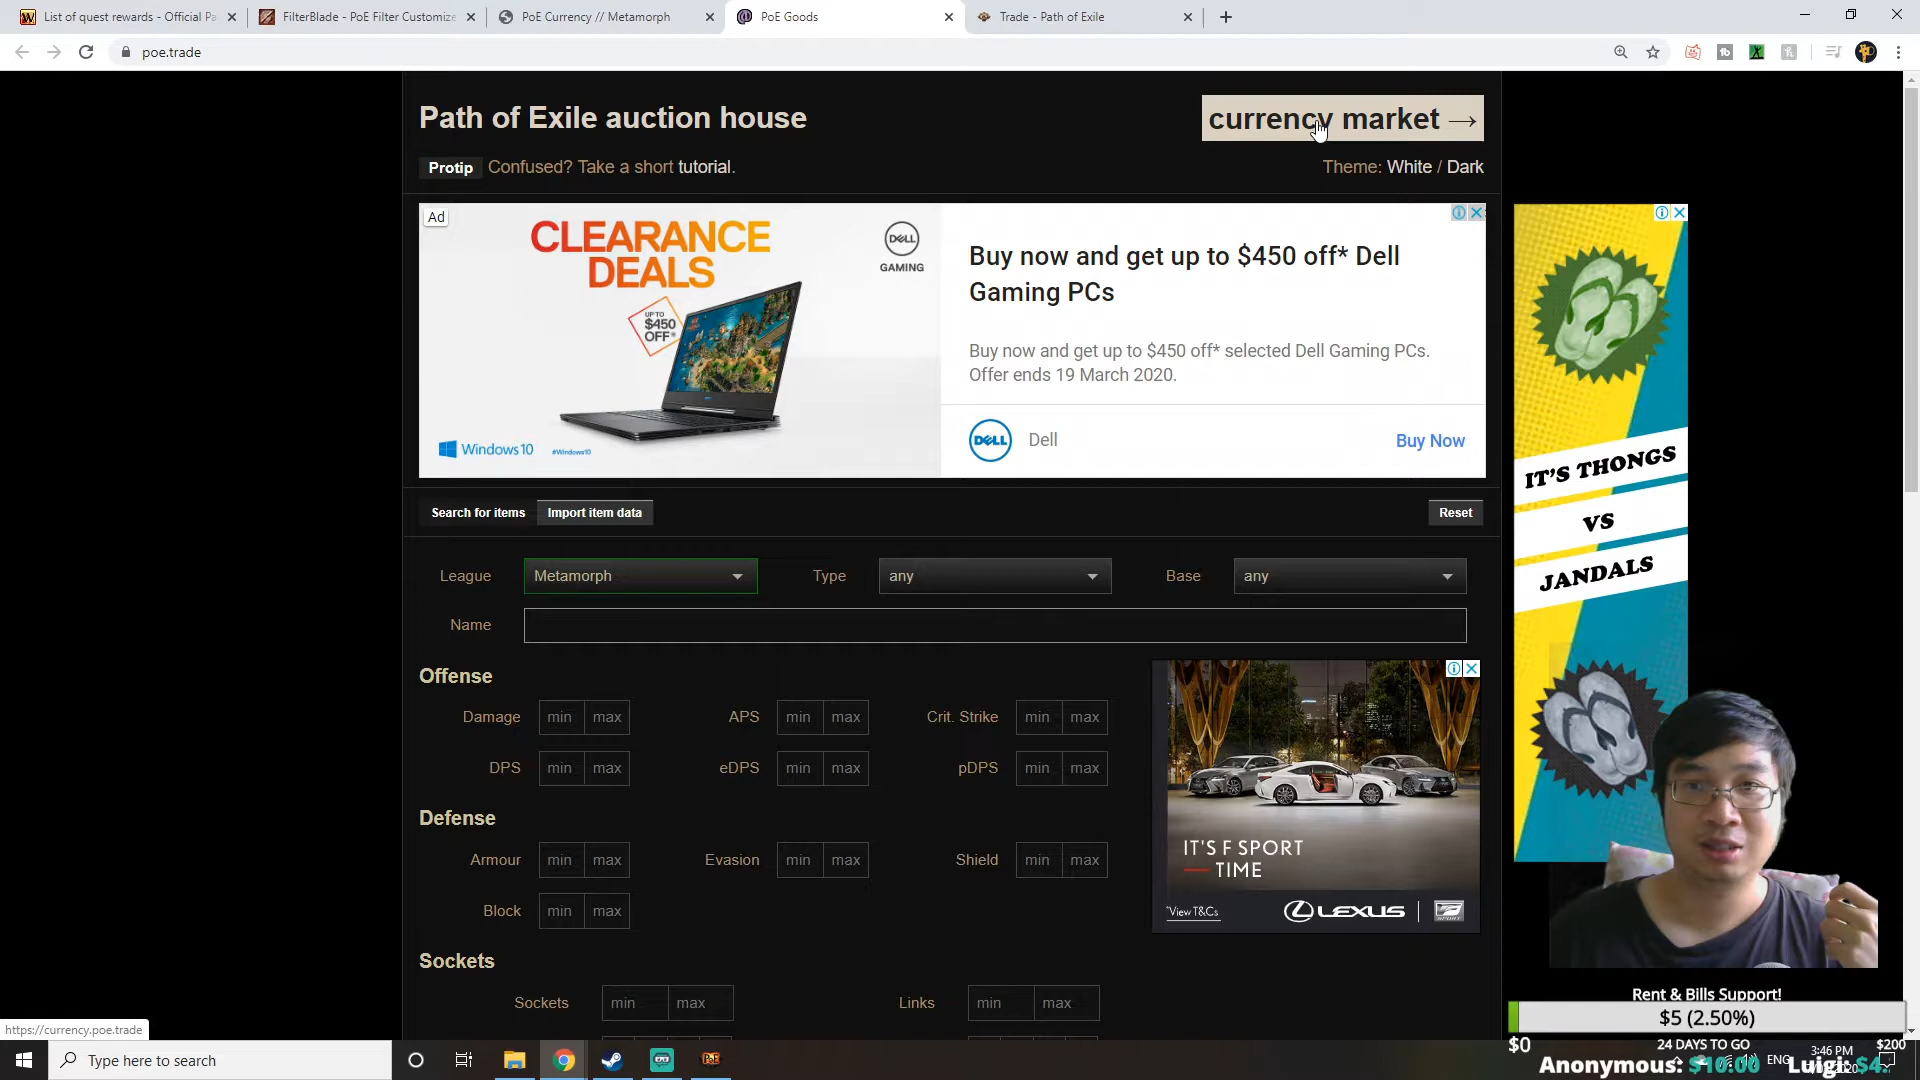 List of quest rewards - Official Pa
FilterBlade - PoE Filter Customize
PoE Currency // Metamorph
PoE Goods
Trade - Path of Exile
poe.trade
Path of Exile auction house
currency market →
Protip Confused? Take a short tutorial.
Theme: White / Dark
Ad
CLEARANCE
DEALS
UP TO
$450
OFF*
DELL
GAMING
Windows10
#Windows10
Buy now and get up to $450 off* Dell
Gaming PCs
Buy now and get up to $450 off* selected Dell Gaming PCs.
Offer ends 19 March 2020.
DELL
Dell
Buy Now
IT'S THONGS
VS
JANDALS
Search for items
Import item data
Reset
League Metamorph
Type any
Base any
Name
Offense
Damage min max
APS min max
Crit. Strike min max
DPS min max
eDPS min max
pDPS min max
Defense
Armour min max
Evasion min max
Shield min max
Block min max
IT'S F SPORT
TIME
*View T&Cs
LEXUS
Sockets
Sockets min max
Links min max
https://currency.poe.trade
Rent & Bills Support!
$5 (2.50%)
$0
24 DAYS TO GO
$200
Type here to search
ENG
3:46 PM
Anonymous: $10.00
Luigi: $4.